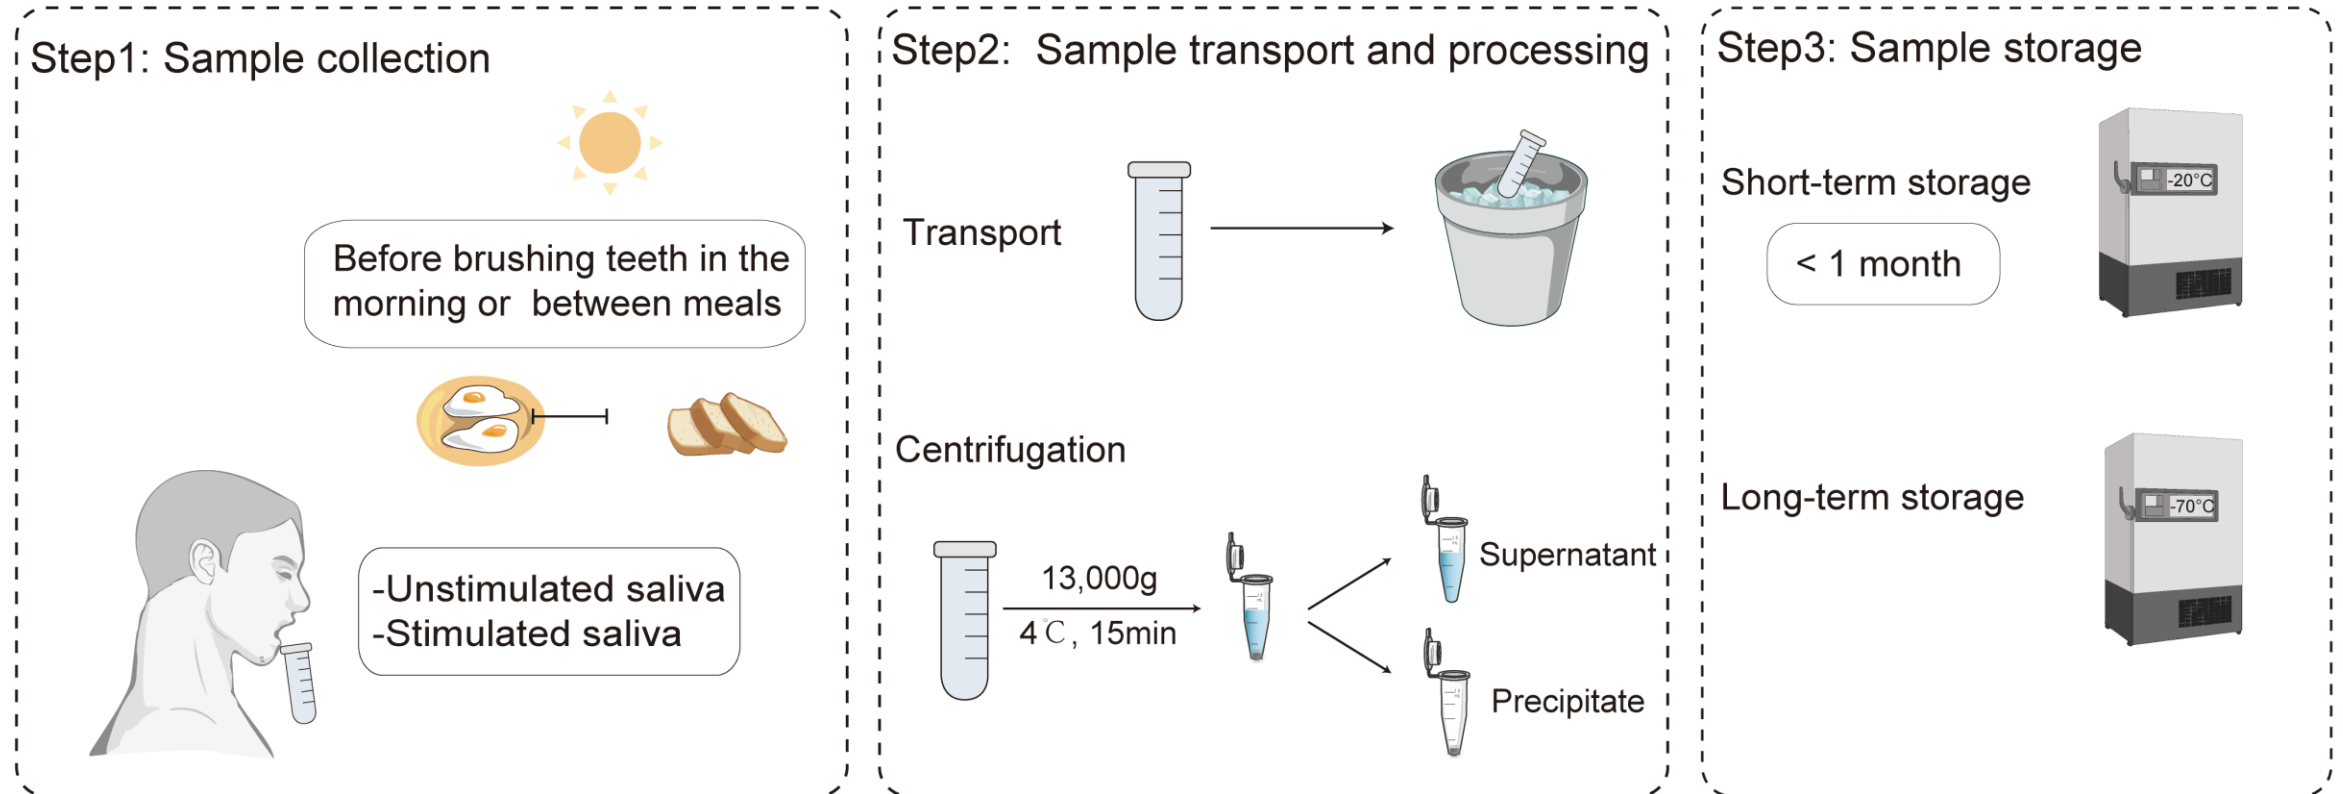 Step1: Sample collection
Before brushing teeth in the
morning or between meals
-Unstimulated saliva
-Stimulated saliva
Step2: Sample transport and processing
Transport
Centrifugation
13,000g
4℃, 15min
Supernatant
Precipitate
Step3: Sample storage
Short-term storage
-20°C
< 1 month
Long-term storage
-70°C